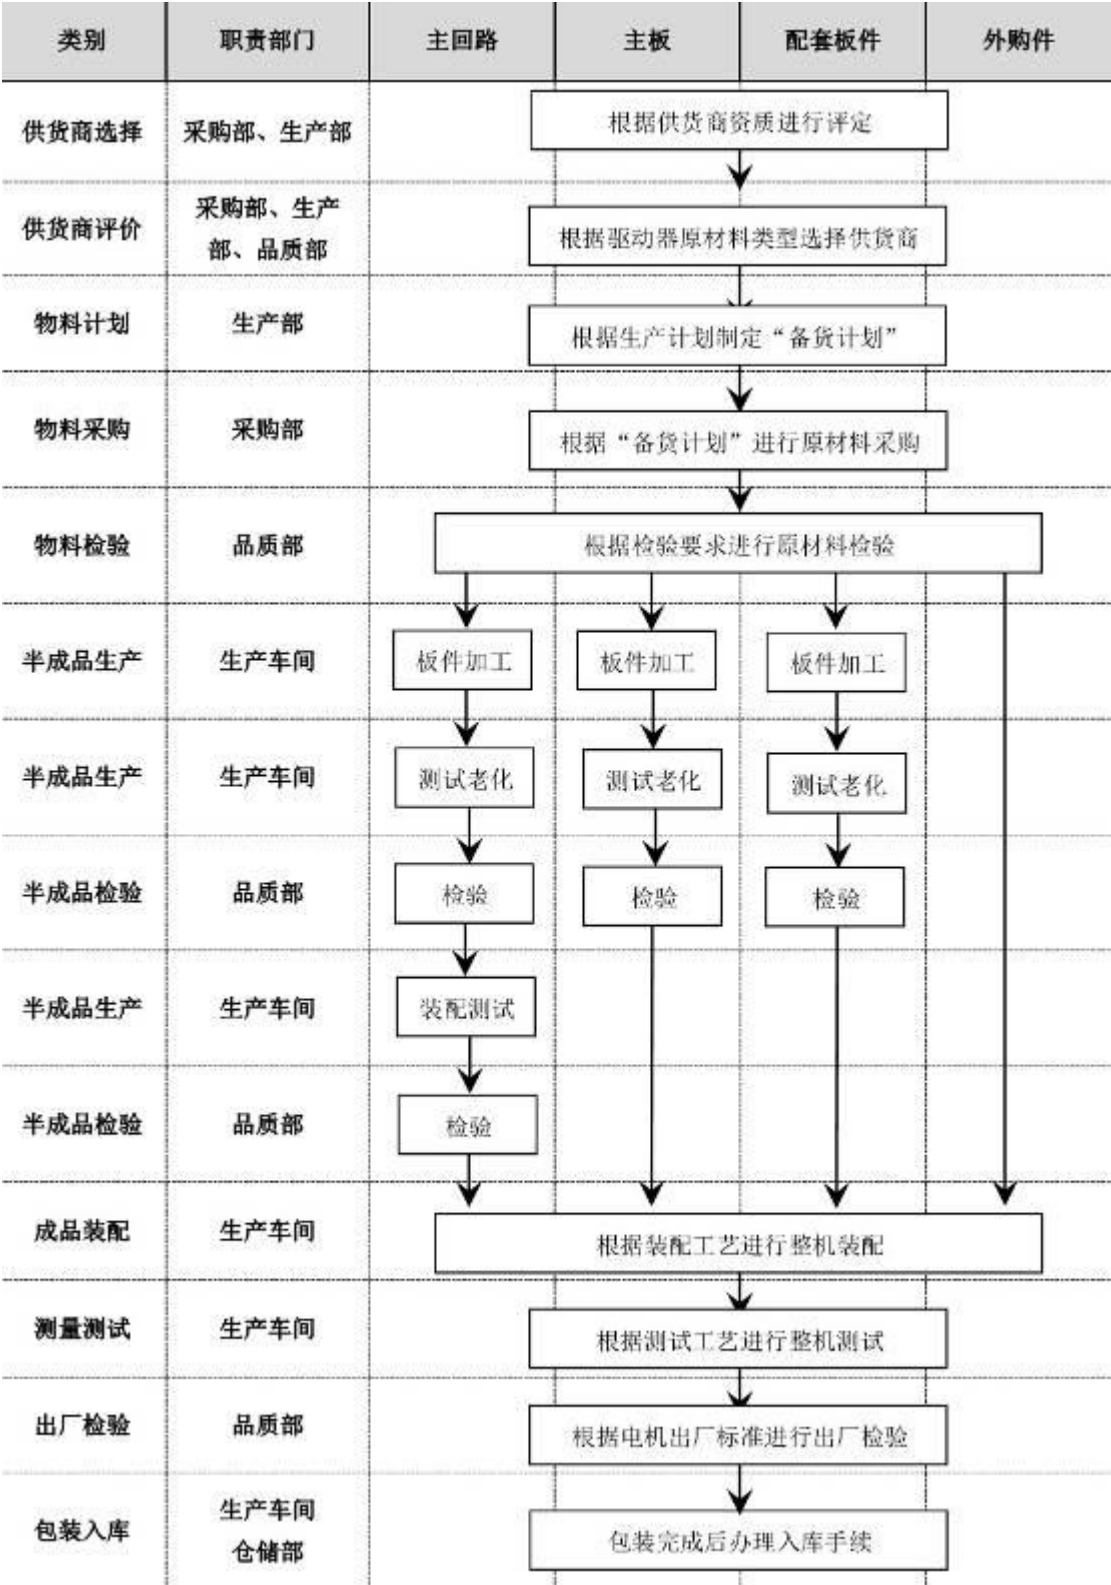 类别 职责部门 主回路 主板 配套板件 外购件
供货商选择 采购部、生产部 根据供货商资质进行评定
供货商评价 采购部、生产
部、品质部 根据驱动器原材料类型选择供货商
物料计划 生产部 根据生产计划制定“备货计划”
物料采购 采购部 根据“备货计划”进行原材料采购
物料检验 品质部 根据检验要求进行原材料检验
半成品生产 生产车间 板件加工 板件加工 板件加工
半成品生产 生产车间 测试老化 测试老化 测试老化
半成品检验 品质部 检验 检验 检验
半成品生产 生产车间 装配测试
半成品检验 品质部 检验
成品装配 生产车间 根据装配工艺进行整机装配
测量测试 生产车间 根据测试工艺进行整机测试
出厂检验 品质部 根据电机出厂标准进行出厂检验
包装入库 生产车间
仓储部 包装完成后办理入库手续